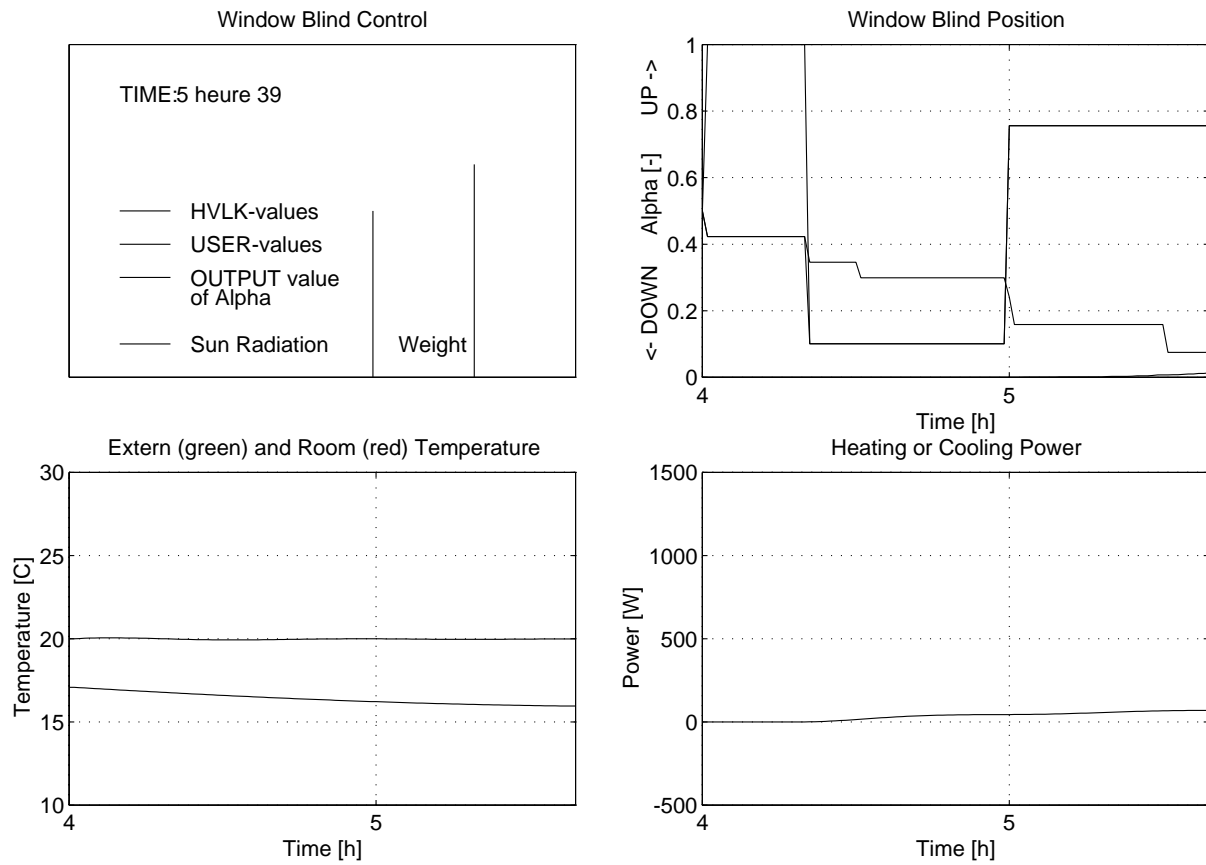 Window Blind Control
TIME:5 heure 39
HVLK-values
USER-values
OUTPUT value
of Alpha
Sun Radiation
Weight
Window Blind Position
<- DOWN Alpha [-] UP ->
1
0.8
0.6
0.4
0.2
0
4
5
Time [h]
Extern (green) and Room (red) Temperature
Temperature [C]
30
25
20
15
10
4
5
Time [h]
Heating or Cooling Power
Power [W]
1500
1000
500
0
-500
4
5
Time [h]